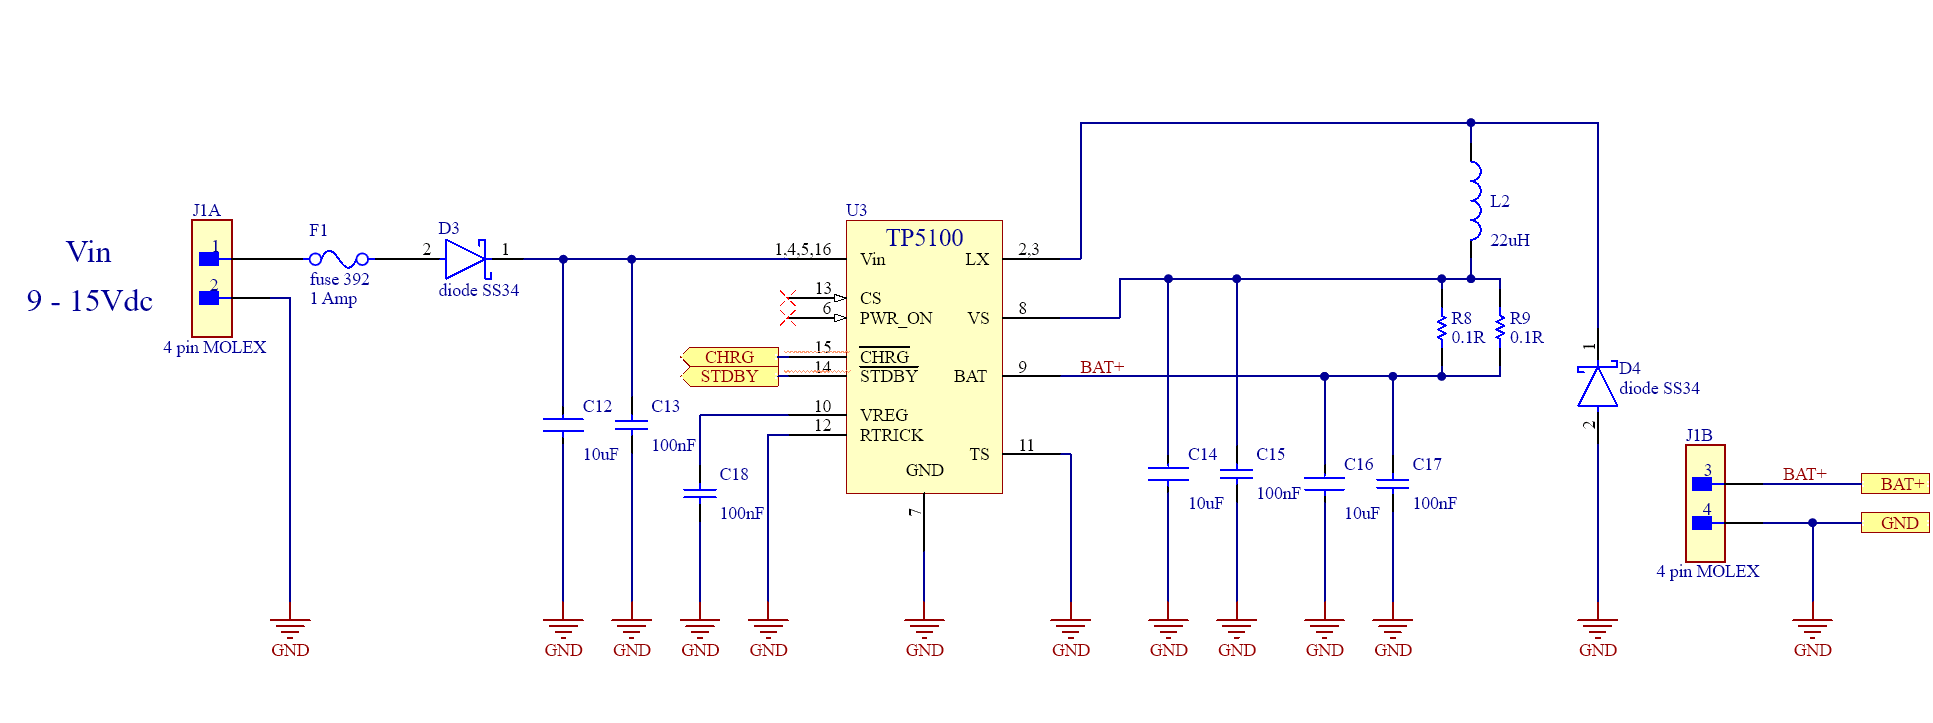 Vin
9 - 15Vdc
J1A
1
2
4 pin MOLEX
F1
fuse 392
1 Amp
D3
2
1
diode SS34
U3
TP5100
1,4,5,16
Vin
13
CS
6
PWR_ON
CHRG
15
CHRG
STDBY
14
STDBY
10
VREG
12
RTRICK
GND
7
LX
2,3
VS
8
BAT
9
BAT+
TS
11
C12
10uF
C13
100nF
C18
100nF
C14
10uF
C15
100nF
C16
10uF
C17
100nF
L2
22uH
R8
0.1R
R9
0.1R
1
D4
diode SS34
2
J1B
3
BAT+
BAT+
4
GND
4 pin MOLEX
GND
GND
GND
GND
GND
GND
GND
GND
GND
GND
GND
GND
GND